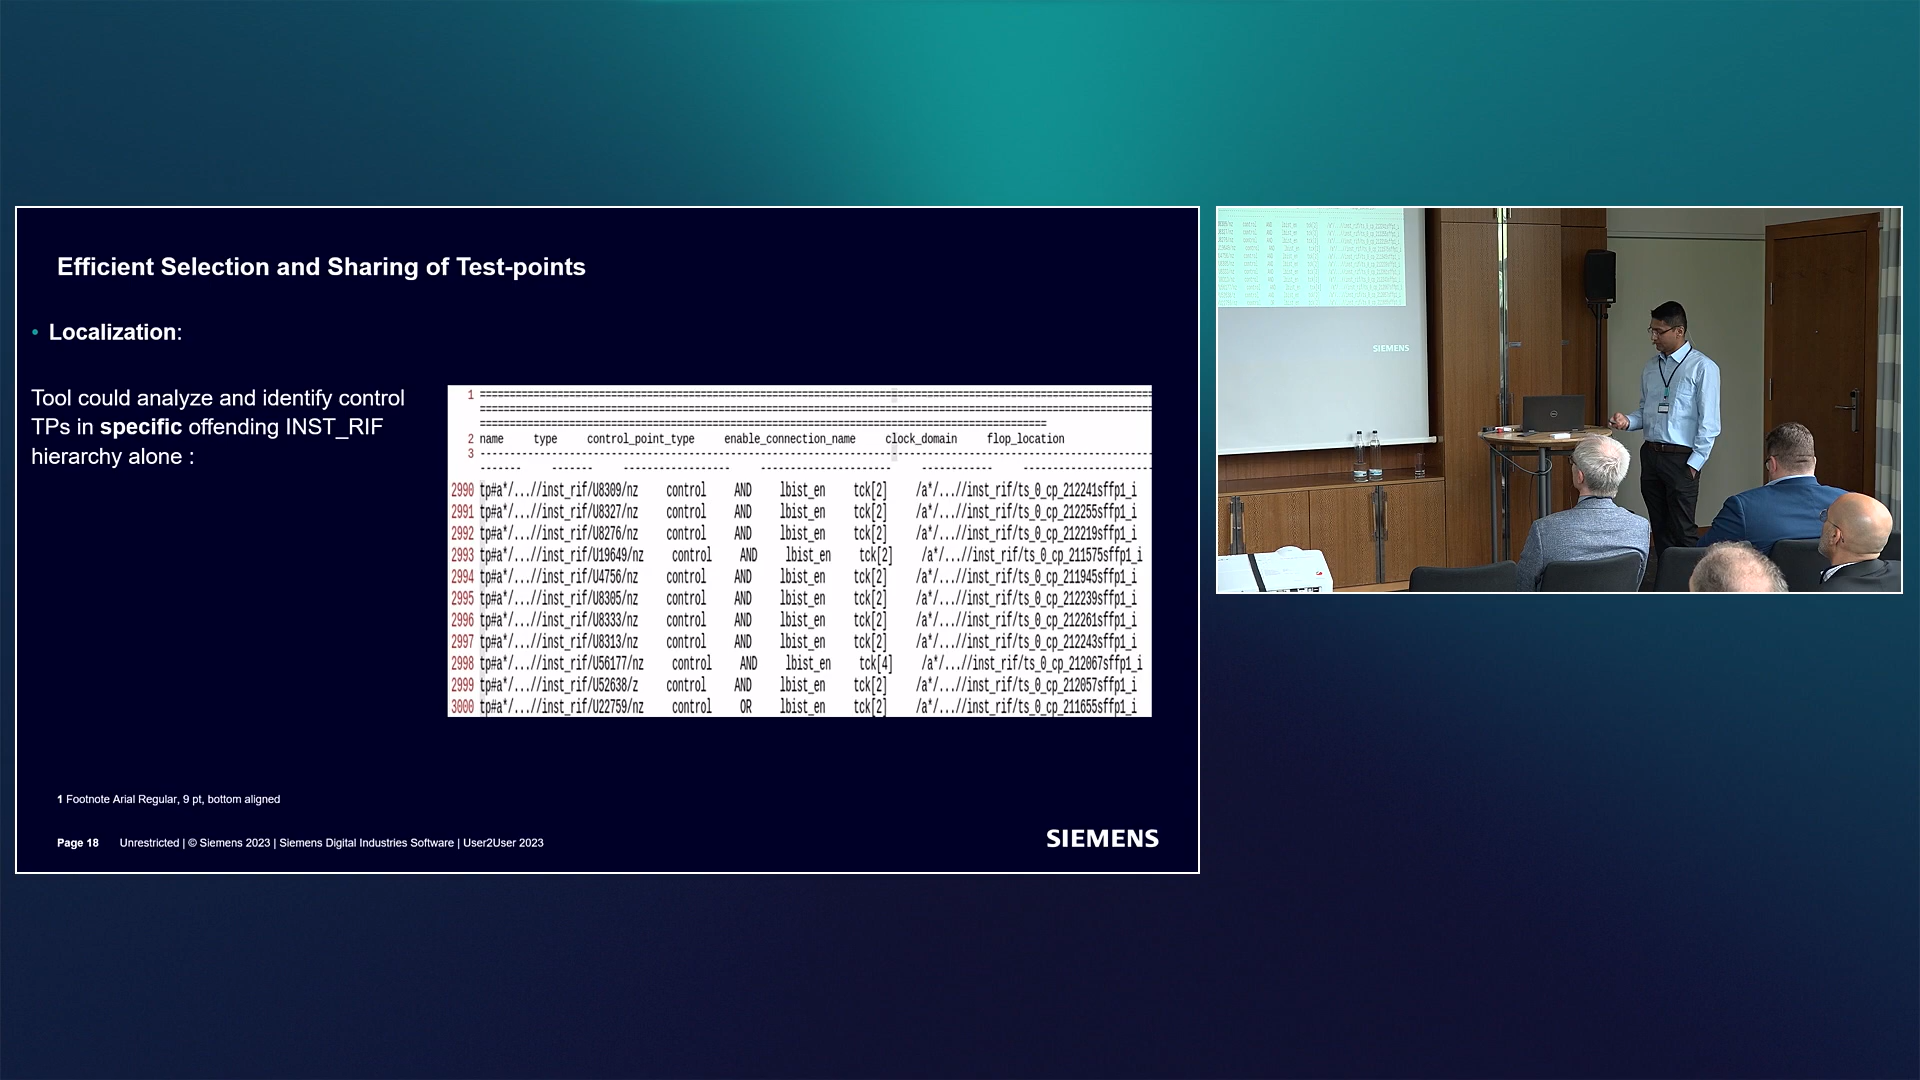 Efficient Selection and Sharing of Test-points
• Localization:
Tool could analyze and identify control
TPs in specific offending INST_RIF
hierarchy alone :
1
2 name type control_point_type enable_connection_name clock_domain flop_location
3
2990 tp#a*/...//inst_rif/U8309/nz control AND lbist_en tck[2] /a*/...//inst_rif/ts_0_cp_212241sffp1_i
2991 tp#a*/...//inst_rif/U8327/nz control AND lbist_en tck[2] /a*/...//inst_rif/ts_0_cp_212255sffp1_i
2992 tp#a*/...//inst_rif/U8276/nz control AND lbist_en tck[2] /a*/...//inst_rif/ts_0_cp_212219sffp1_i
2993 tp#a*/...//inst_rif/U19649/nz control AND lbist_en tck[2] /a*/...//inst_rif/ts_0_cp_211575sffp1_i
2994 tp#a*/...//inst_rif/U4756/nz control AND lbist_en tck[2] /a*/...//inst_rif/ts_0_cp_211945sffp1_i
2995 tp#a*/...//inst_rif/U8305/nz control AND lbist_en tck[2] /a*/...//inst_rif/ts_0_cp_212239sffp1_i
2996 tp#a*/...//inst_rif/U8333/nz control AND lbist_en tck[2] /a*/...//inst_rif/ts_0_cp_212261sffp1_i
2997 tp#a*/...//inst_rif/U8313/nz control AND lbist_en tck[2] /a*/...//inst_rif/ts_0_cp_212243sffp1_i
2998 tp#a*/...//inst_rif/U56177/nz control AND lbist_en tck[4] /a*/...//inst_rif/ts_0_cp_212067sffp1_i
2999 tp#a*/...//inst_rif/U52638/z control AND lbist_en tck[2] /a*/...//inst_rif/ts_0_cp_212057sffp1_i
3000 tp#a*/...//inst_rif/U22759/nz control OR lbist_en tck[2] /a*/...//inst_rif/ts_0_cp_211655sffp1_i
1 Footnote Arial Regular, 9 pt, bottom aligned
Page 18 Unrestricted | © Siemens 2023 | Siemens Digital Industries Software | User2User 2023
SIEMENS
SIEMENS